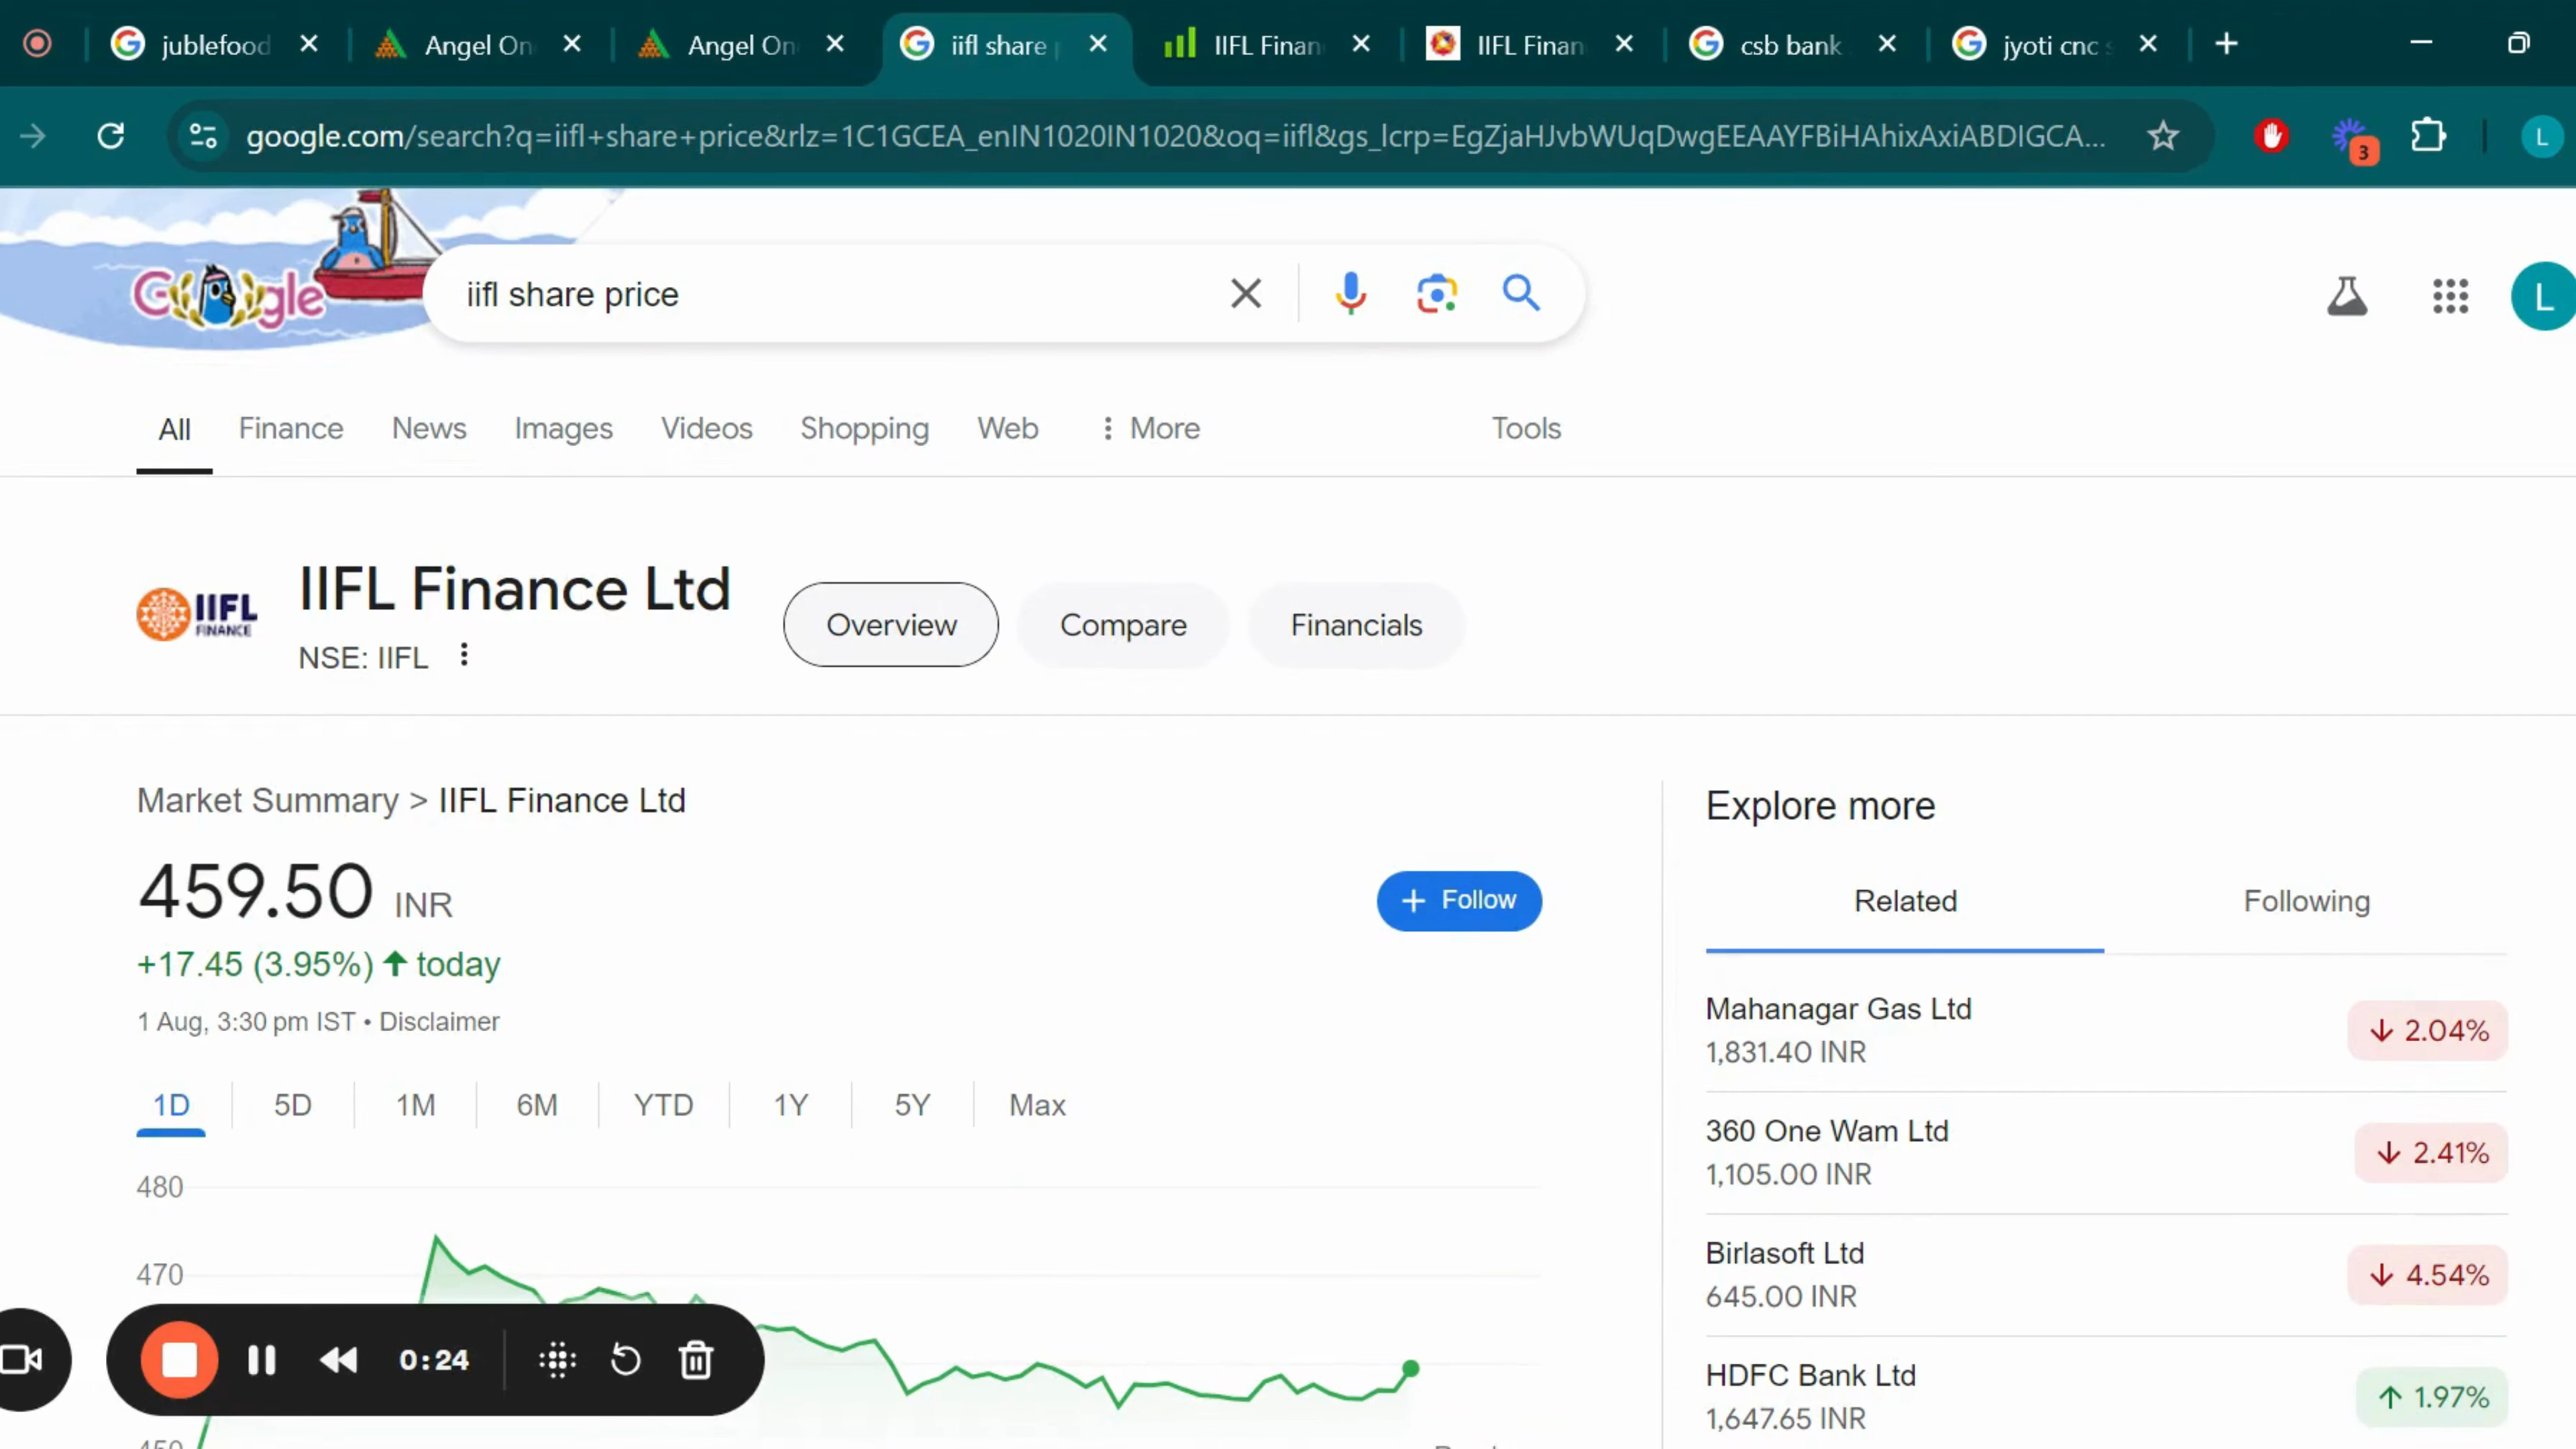 jublefood
Angel On
Angel On
iifl share
IIFL Finan
IIFL Finan
csb bank
jyoti cnc s
google.com/search?q=iifl+share+price&rlz=1C1GCEA_enIN1020IN1020&oq=iifl&gs_lcrp=EgZjaHJvbWUqDwgEEAAYFBiHAhixAxiABDIGCA...
3
L
Google
iifl share price
L
All
Finance
News
Images
Videos
Shopping
Web
More
Tools
IIFL
FINANCE
IIFL Finance Ltd
NSE: IIFL
Overview
Compare
Financials
Market Summary > IIFL Finance Ltd
459.50 INR
+ Follow
+17.45 (3.95%) ↑ today
1 Aug, 3:30 pm IST • Disclaimer
1D
5D
1M
6M
YTD
1Y
5Y
Max
480
470
0:24
Explore more
Related
Following
Mahanagar Gas Ltd
1,831.40 INR
↓ 2.04%
360 One Wam Ltd
1,105.00 INR
↓ 2.41%
Birlasoft Ltd
645.00 INR
↓ 4.54%
HDFC Bank Ltd
1,647.65 INR
↑ 1.97%